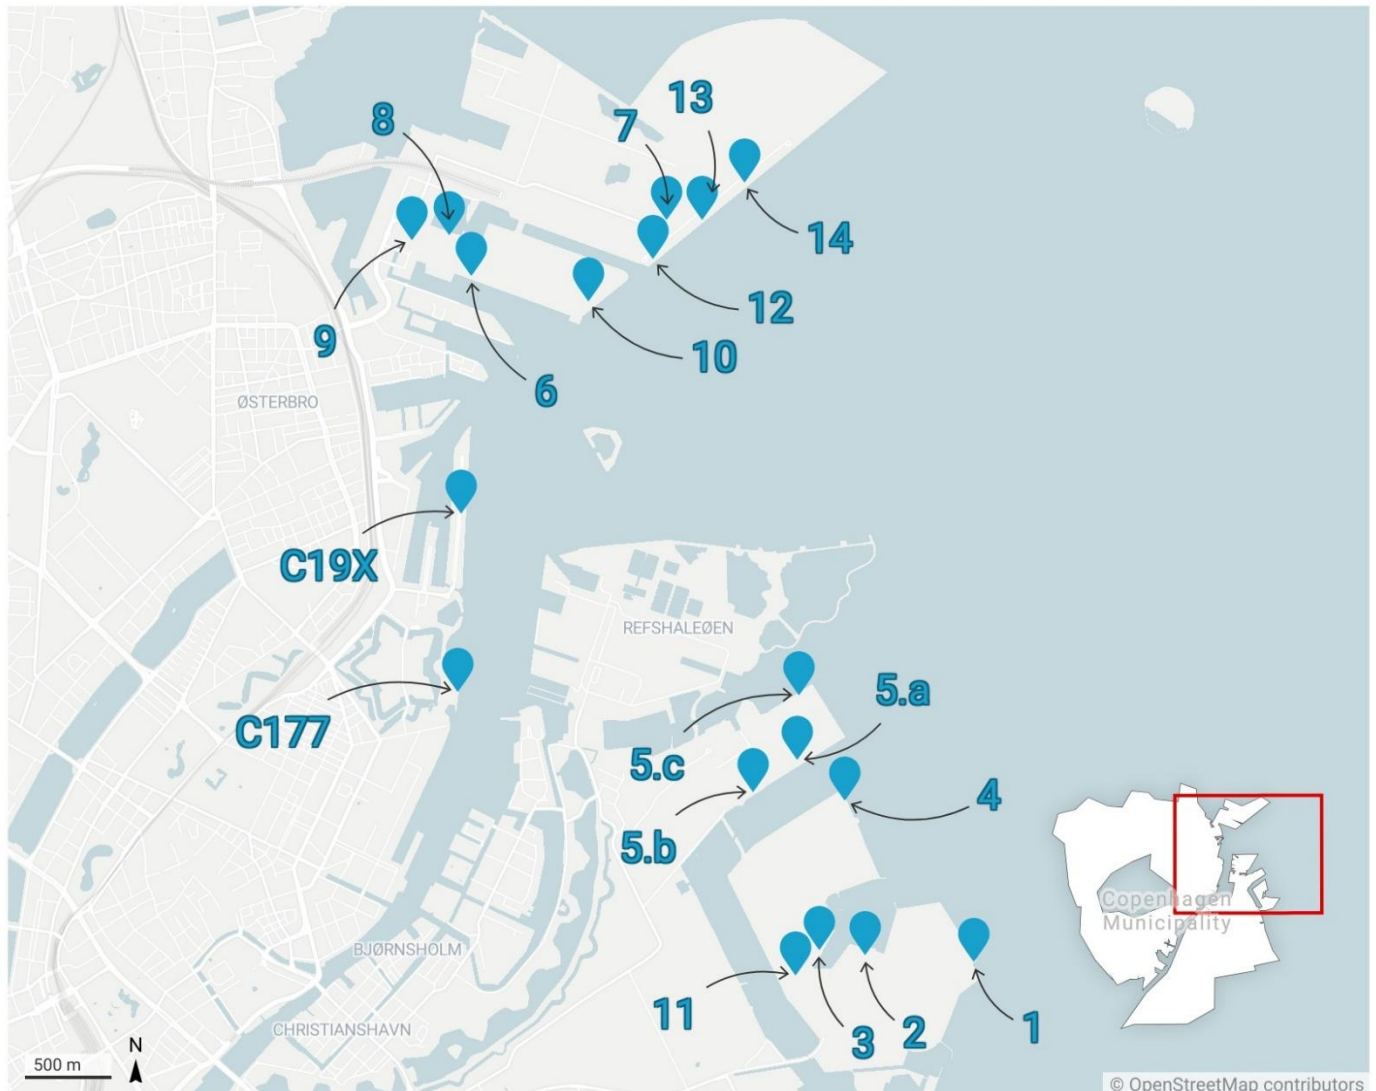 13
8
7
14
12
9
10
6
ØSTERBRO
C19X
REFSHALEØEN
5.a
C177
5.c
4
5.b
Copenhagen
Municipality
BJØRNSHOLM
11
3
2
1
CHRISTIANSHAVN
N
500 m
© OpenStreetMap contributors